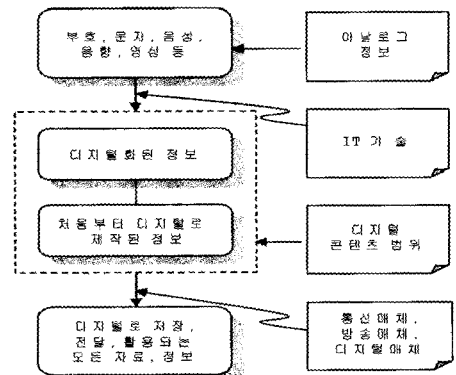 부호, 문자, 음성,
음향, 영상 등
아날로그
정보
IT 기술
디지털화된 정보
처음부터 디지털로
제작된 정보
디지털
콘텐츠 범위
디지털로 저장,
전달, 활용되는
모든 자료, 정보
통신매체,
방송매체,
디지털매체